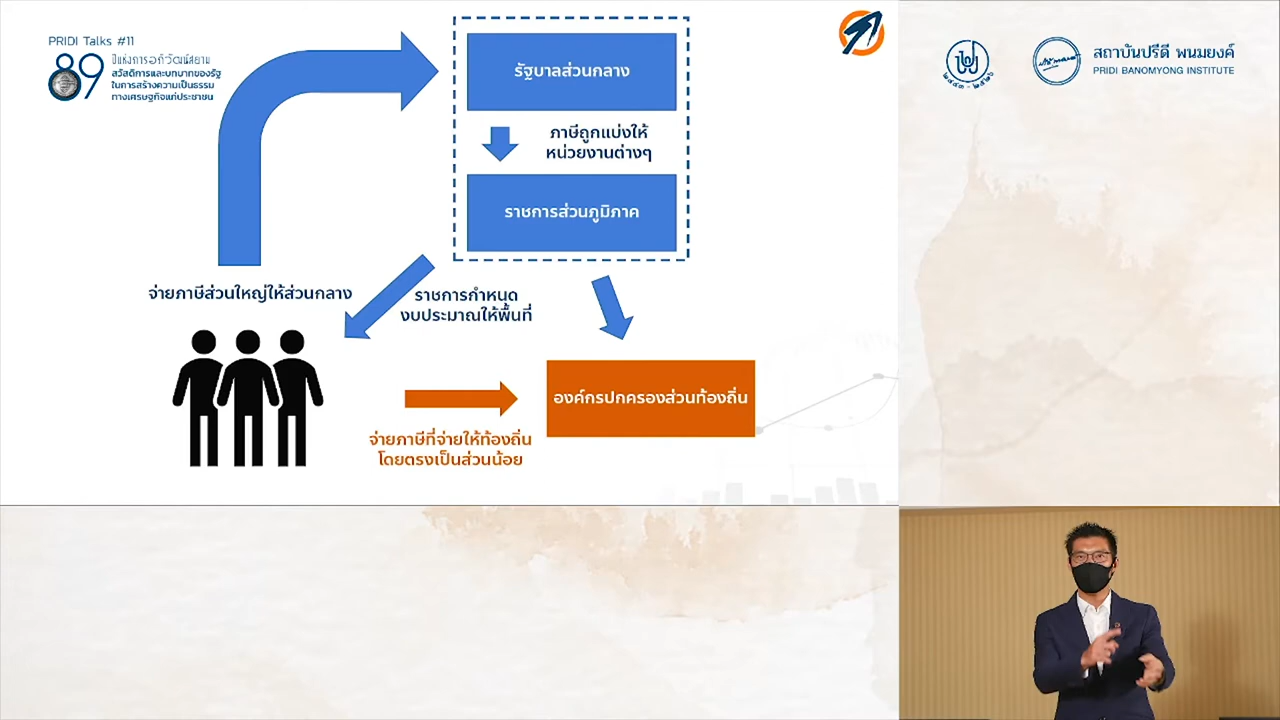 PRIDI Talks #11
89
ปีแห่งการอภิวัฒน์สยาม
สวัสดิการและบทบาทของรัฐ
ในการสร้างความเป็นธรรม
ทางเศรษฐกิจแก่ประชาชน
รัฐบาลส่วนกลาง
ภาษีถูกแบ่งให้
หน่วยงานต่างๆ
ราชการส่วนภูมิภาค
จ่ายภาษีส่วนใหญ่ให้ส่วนกลาง
ราชการกำหนด
งบประมาณให้พื้นที่
องค์กรปกครองส่วนท้องถิ่น
จ่ายภาษีที่จ่ายให้ท้องถิ่น
โดยตรงเป็นส่วนน้อย
๒๔๔๓ - ๒๕๒๖
สถาบันปรีดี พนมยงค์
PRIDI BANOMYONG INSTITUTE